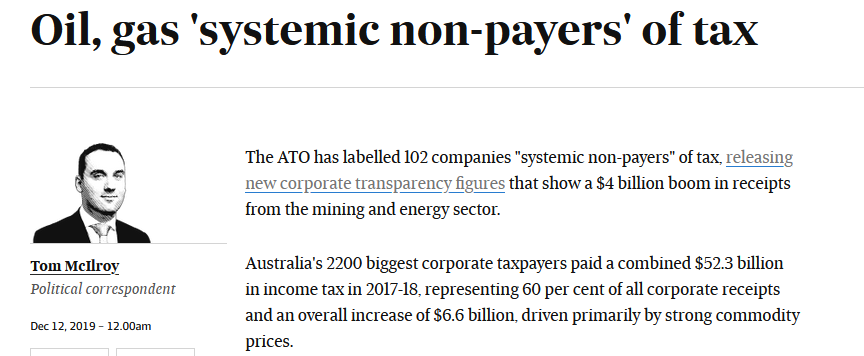 Oil, gas 'systemic non-payers' of tax
Tom McIlroy
Political correspondent
Dec 12, 2019 – 12.00am
The ATO has labelled 102 companies "systemic non-payers" of tax, releasing
new corporate transparency figures that show a $4 billion boom in receipts
from the mining and energy sector.
Australia's 2200 biggest corporate taxpayers paid a combined $52.3 billion
in income tax in 2017-18, representing 60 per cent of all corporate receipts
and an overall increase of $6.6 billion, driven primarily by strong commodity
prices.